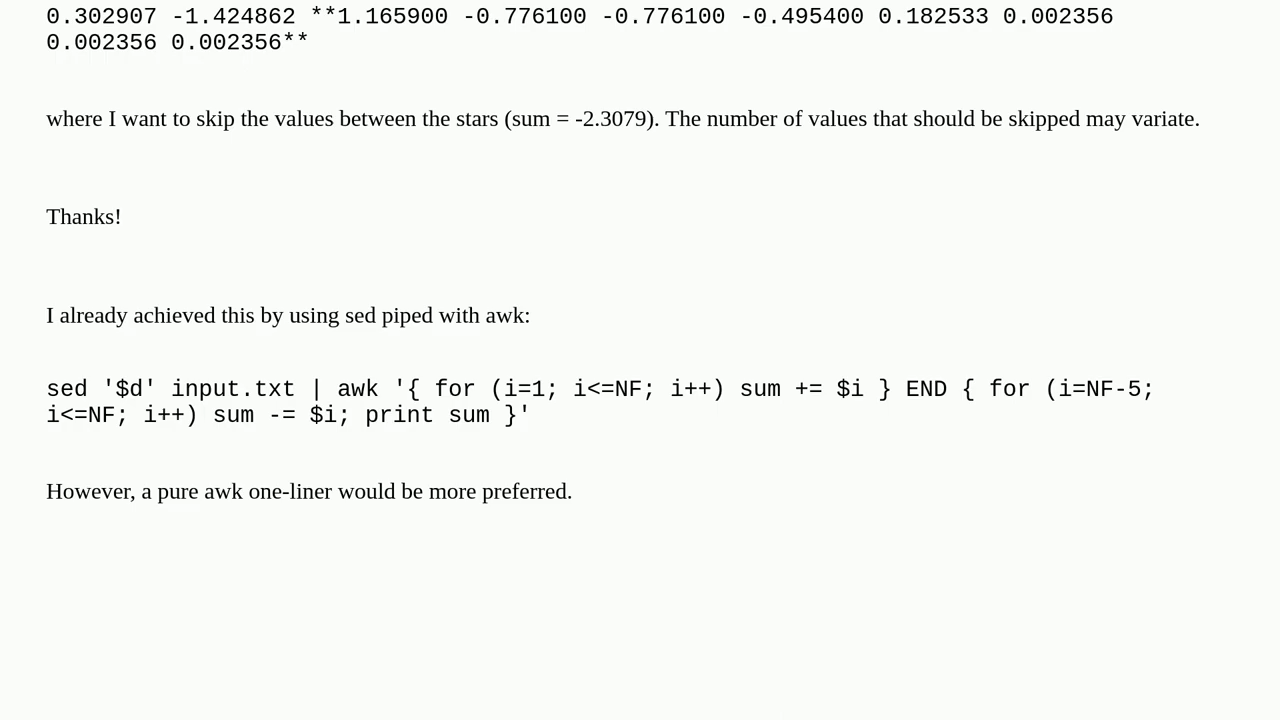 0.302907 -1.424862 **1.165900 -0.776100 -0.776100 -0.495400 0.182533 0.002356
0.002356 0.002356**
where I want to skip the values between the stars (sum = -2.3079). The number of values that should be skipped may variate.
Thanks!
I already achieved this by using sed piped with awk:
sed '$d' input.txt | awk '{ for (i=1; i<=NF; i++) sum += $i } END { for (i=NF-5;
i<=NF; i++) sum -= $i; print sum }'
However, a pure awk one-liner would be more preferred.